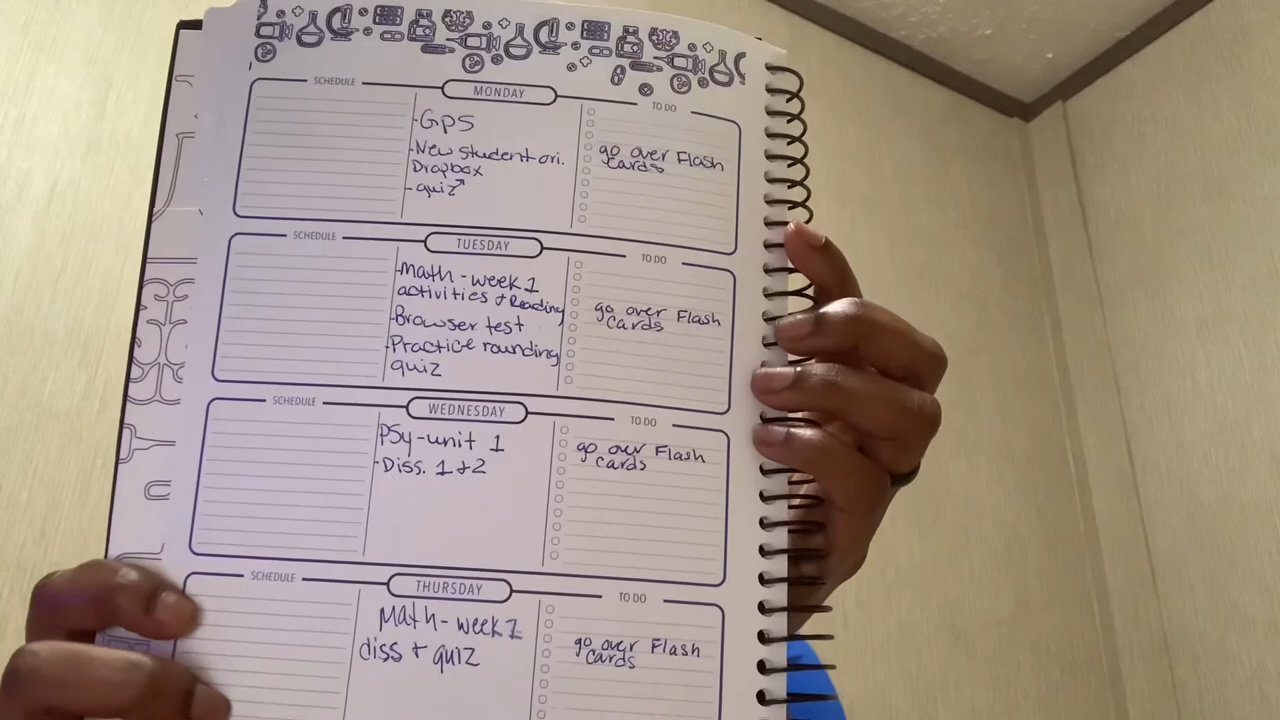 SCHEDULE
MONDAY
TO DO
-GPS
-New student ori.
Dropbox
-quiz
go over Flash
cards
SCHEDULE
TUESDAY
TO DO
-Math-week 1
activities + Reading
-Browser test
-Practice rounding
quiz
go over Flash
cards
SCHEDULE
WEDNESDAY
TO DO
PSy-unit 1
-Diss. 1+2
go over Flash
cards
SCHEDULE
THURSDAY
TO DO
Math-week 1
diss + quiz
go over Flash
cards